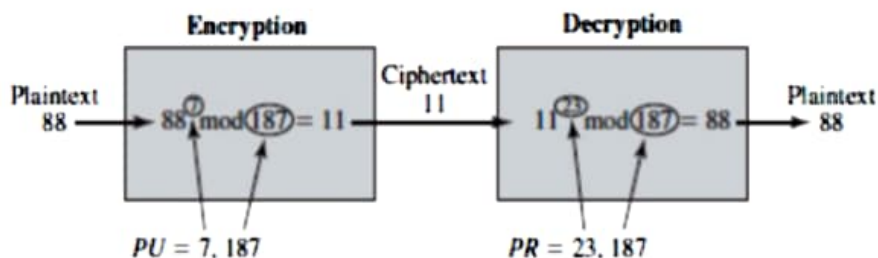 Encryption
Decryption
Plaintext
88
88^7 mod 187 = 11
Ciphertext
11
11^23 mod 187 = 88
Plaintext
88
PU = 7, 187
PR = 23, 187